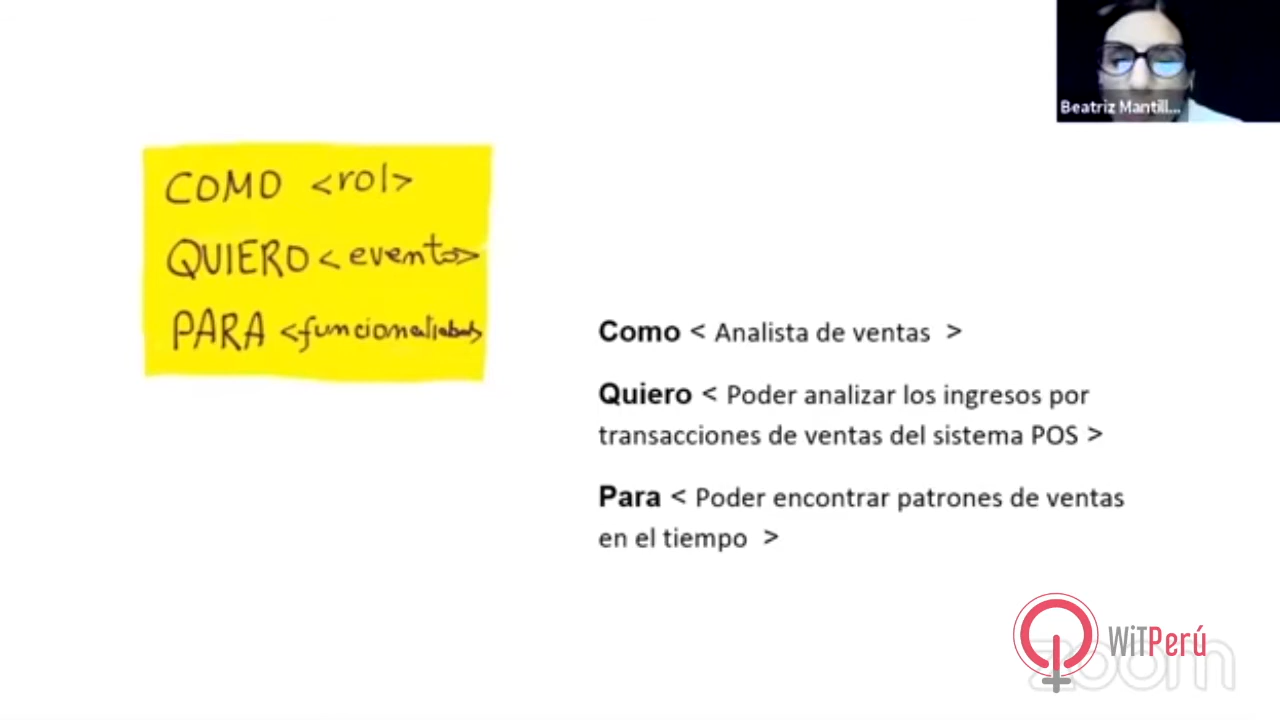 Beatriz Mantill...
COMO <rol>
QUIERO <evento>
PARA <funcionalidad>
Como < Analista de ventas >
Quiero < Poder analizar los ingresos por
transacciones de ventas del sistema POS >
Para < Poder encontrar patrones de ventas
en el tiempo >
WiTPerú
zoom